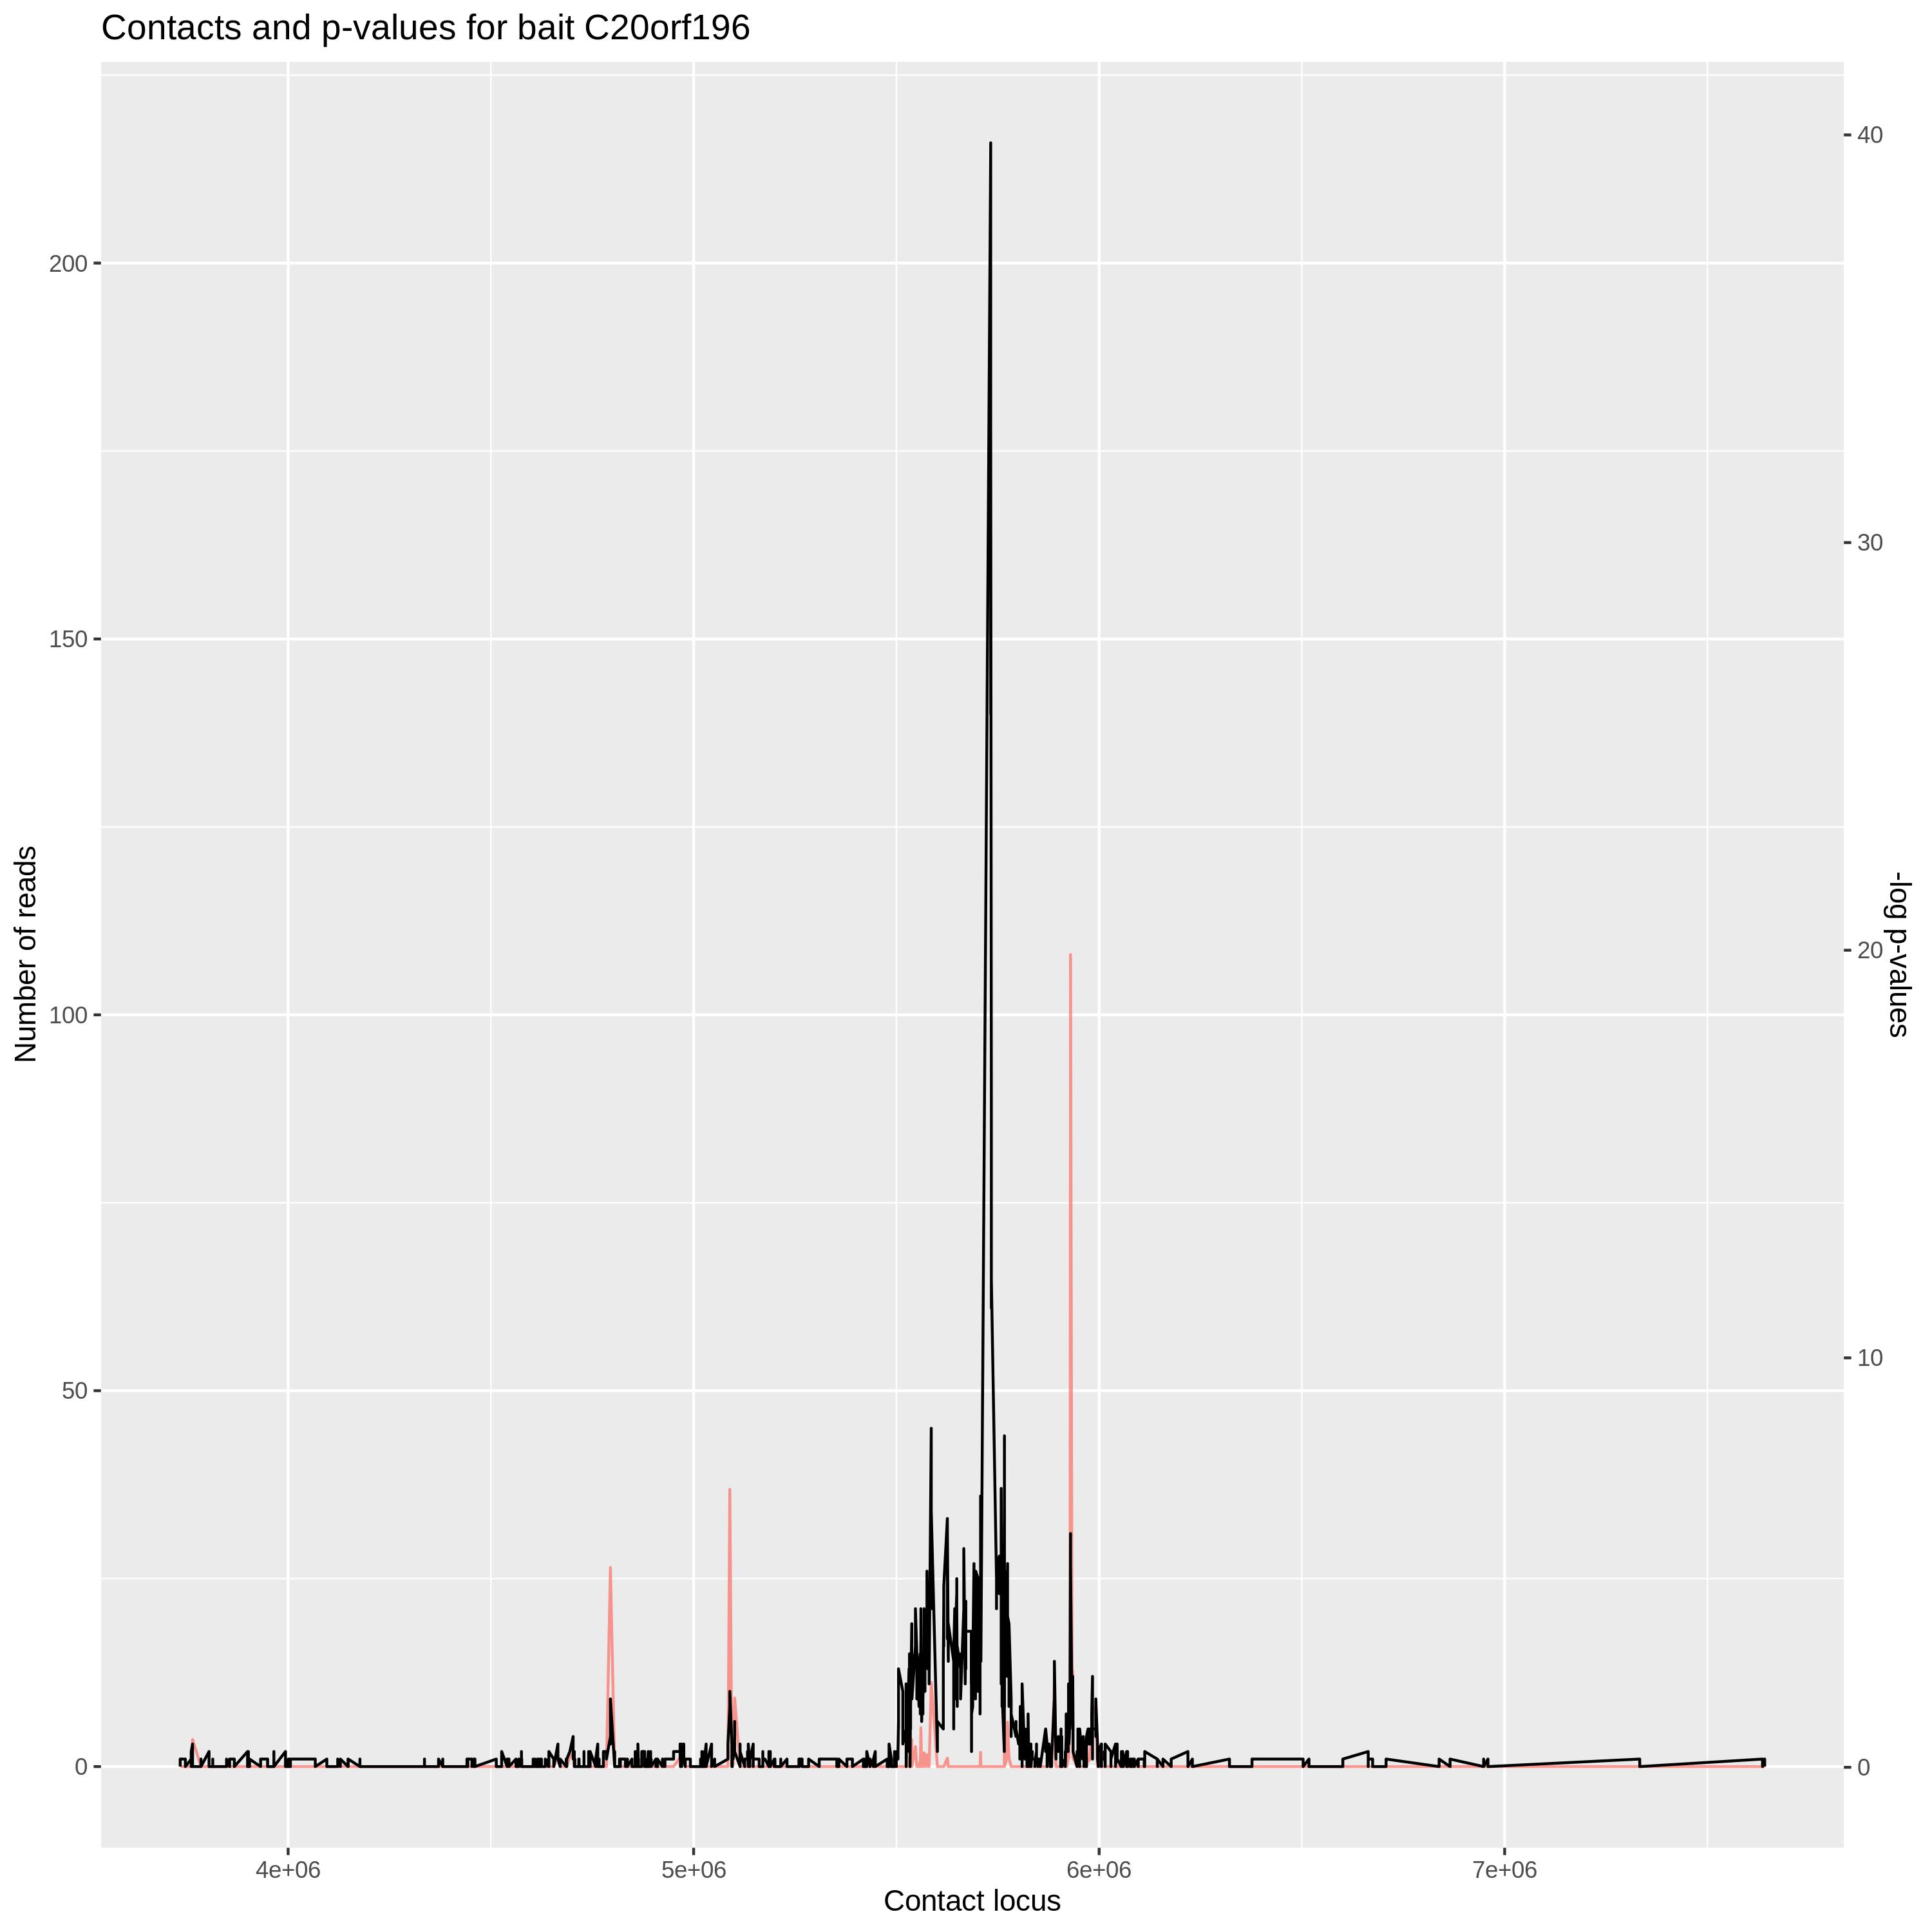 Contacts and p-values for bait C20orf196
Number of reads
200
150
100
50
0
40
30
20
10
0
-log p-values
4e+06 5e+06 6e+06 7e+06
Contact locus